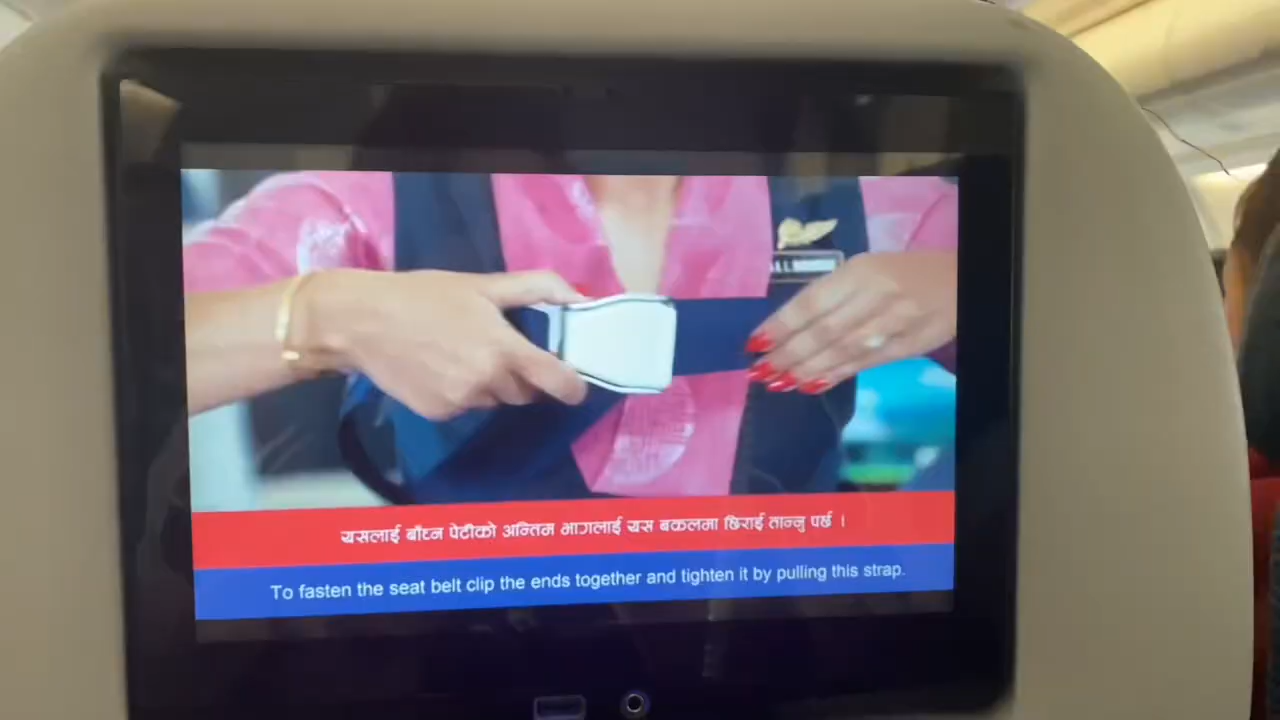 यसलाई बाँध्न पेटीको अन्तिम भागलाई यस बकलमा छिराई तान्नु पर्छ ।
To fasten the seat belt clip the ends together and tighten it by pulling this strap.